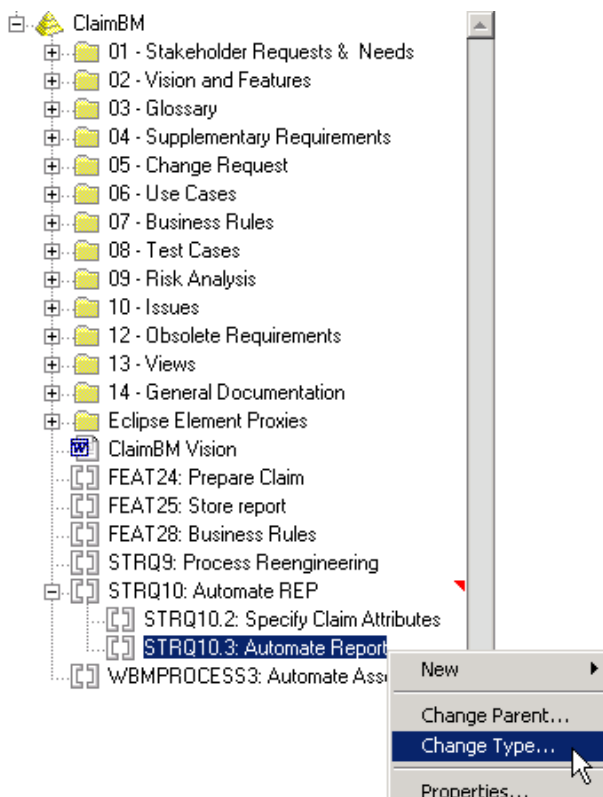 ClaimBM
01 - Stakeholder Requests & Needs
02 - Vision and Features
03 - Glossary
04 - Supplementary Requirements
05 - Change Request
06 - Use Cases
07 - Business Rules
08 - Test Cases
09 - Risk Analysis
10 - Issues
12 - Obsolete Requirements
13 - Views
14 - General Documentation
Eclipse Element Proxies
ClaimBM Vision
FEAT24: Prepare Claim
FEAT25: Store report
FEAT28: Business Rules
STRQ9: Process Reengineering
STRQ10: Automate REP
STRQ10.2: Specify Claim Attributes
STRQ10.3: Automate Report
WBMPROCESS3: Automate
New
Change Parent...
Change Type...
Properties...